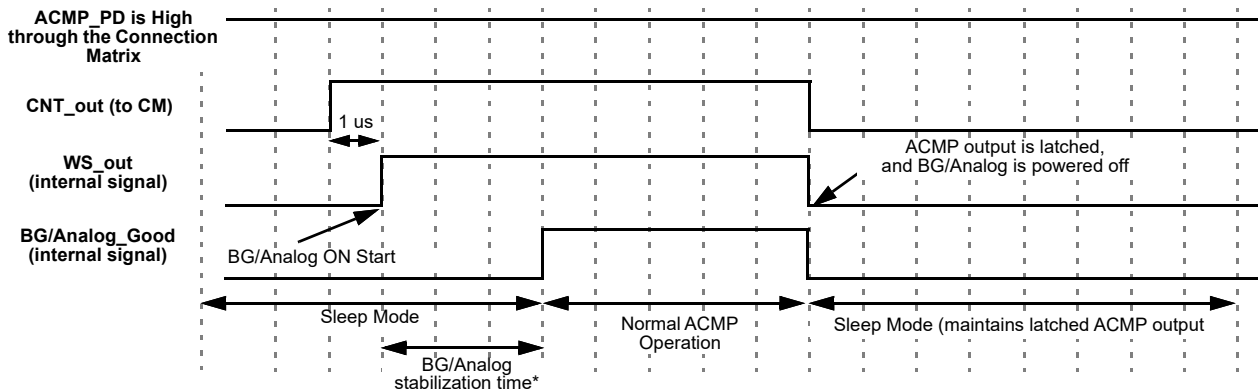 ACMP_PD is High
through the Connection
Matrix
CNT_out (to CM)
1 us
WS_out
(internal signal)
ACMP output is latched,
and BG/Analog is powered off
BG/Analog_Good
(internal signal)
BG/Analog ON Start
Sleep Mode
Normal ACMP
Operation
Sleep Mode (maintains latched ACMP output
BG/Analog
stabilization time*